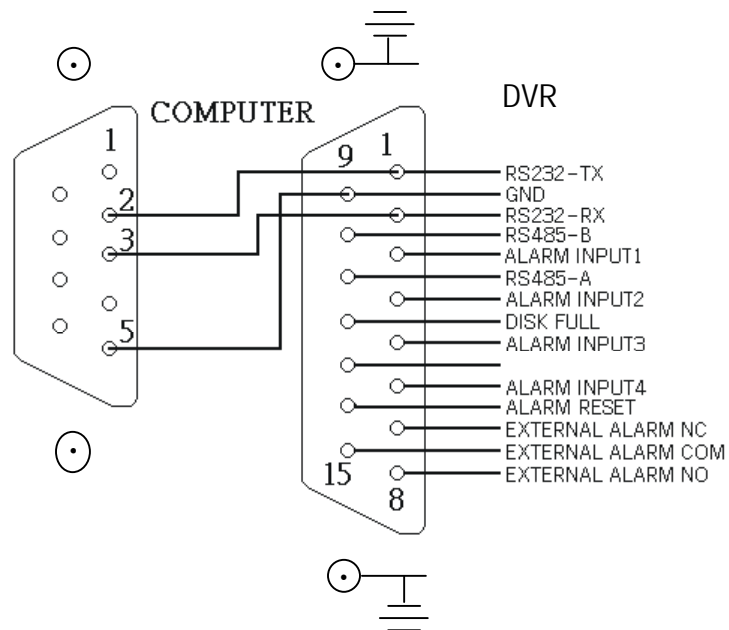 DVR
COMPUTER
1
2
3
5
9
1
15
8
RS232-TX
GND
RS232-RX
RS485-B
ALARM INPUT1
RS485-A
ALARM INPUT2
DISK FULL
ALARM INPUT3
ALARM INPUT4
ALARM RESET
EXTERNAL ALARM NC
EXTERNAL ALARM COM
EXTERNAL ALARM NO